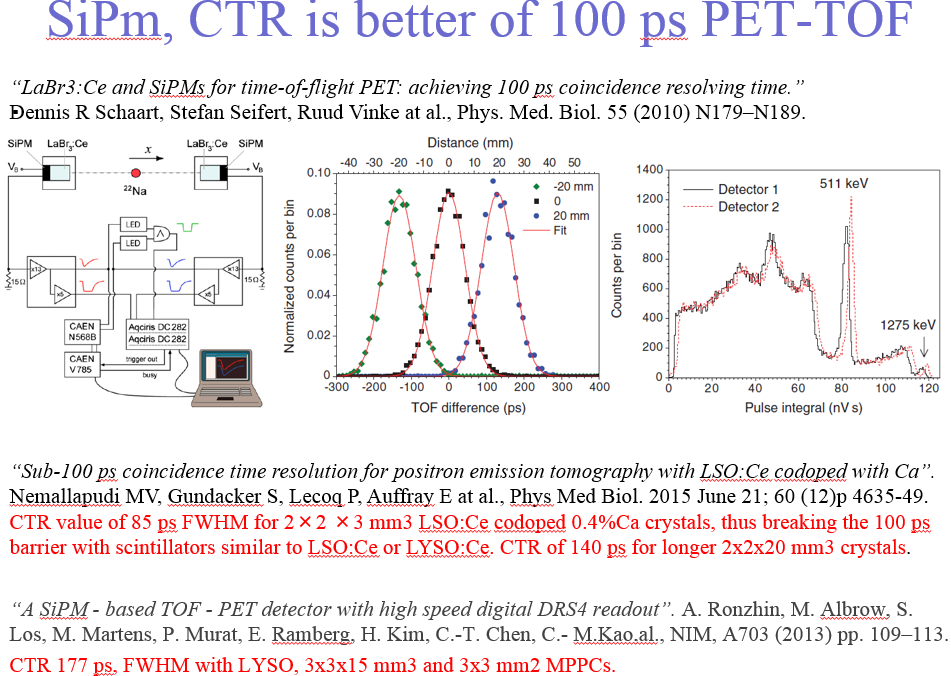 SiPm, CTR is better of 100 ps PET-TOF
“LaBr3:Ce and SiPMs for time-of-flight PET: achieving 100 ps coincidence resolving time.”
Dennis R Schaart, Stefan Seifert, Ruud Vinke at al., Phys. Med. Biol. 55 (2010) N179–N189.
SiPM LaBr3:Ce x LaBr3:Ce SiPM
VB VB
22Na
LED
LED
Λ
x13 x13
15Ω 15Ω
x5 x5
CAEN
N568B
Acqiris DC282
Acqiris DC282
CAEN
V785
trigger out
busy
Distance (mm)
-40 -30 -20 -10 0 10 20 30 40 50
0.10
0.08
0.06
0.04
0.02
0
Normalized counts per bin
-20 mm
0
20 mm
Fit
-300 -200 -100 0 100 200 300 400
TOF difference (ps)
1400
1200
1000
800
600
400
200
0
Counts per bin
Detector 1
Detector 2
511 keV
1275 keV
0 20 40 60 80 100 120
Pulse integral (nV s)
“Sub-100 ps coincidence time resolution for positron emission tomography with LSO:Ce codoped with Ca”.
Nemallapudi MV, Gundacker S, Lecoq P, Auffray E at al., Phys Med Biol. 2015 June 21; 60 (12)p 4635-49.
CTR value of 85 ps FWHM for 2 × 2 × 3 mm3 LSO:Ce codoped 0.4%Ca crystals, thus breaking the 100 ps
barrier with scintillators similar to LSO:Ce or LYSO:Ce. CTR of 140 ps for longer 2x2x20 mm3 crystals.
“A SiPM - based TOF - PET detector with high speed digital DRS4 readout”. A. Ronzhin, M. Albrow, S.
Los, M. Martens, P. Murat, E. Ramberg, H. Kim, C.-T. Chen, C.- M.Kao.al., NIM, A703 (2013) pp. 109–113.
CTR 177 ps, FWHM with LYSO, 3x3x15 mm3 and 3x3 mm2 MPPCs.